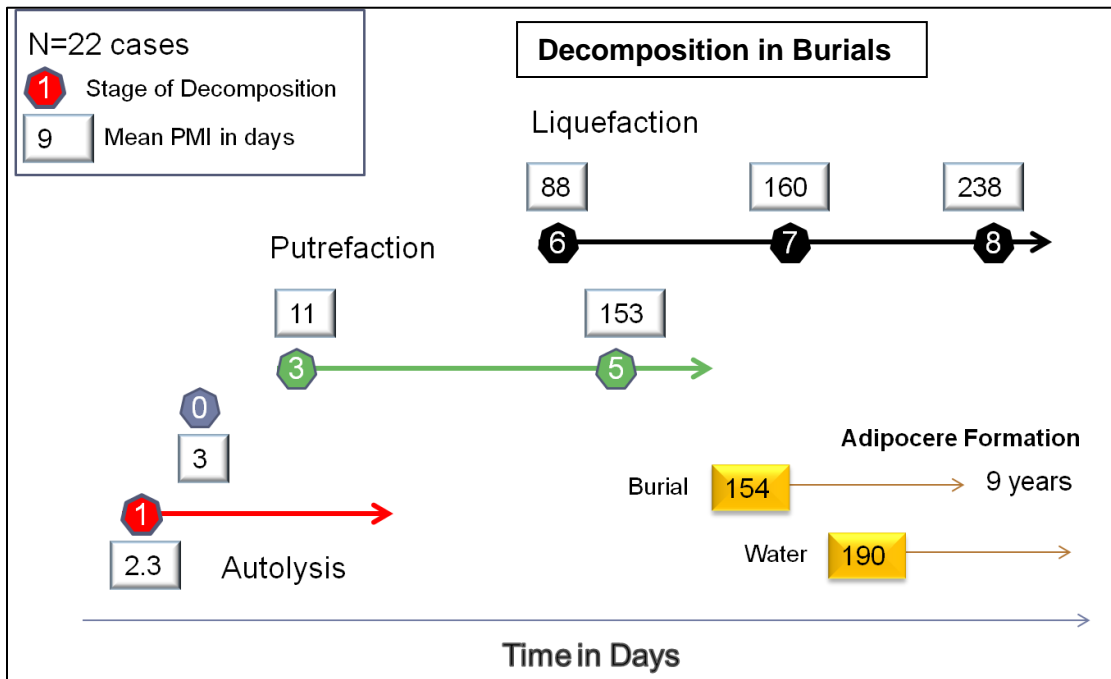 N=22 cases
1 Stage of Decomposition
9 Mean PMI in days
Decomposition in Burials
Liquefaction
88 160 238
6 7 8
Putrefaction
11 153
3 5
0
3
1
2.3 Autolysis
Adipocere Formation
Burial 154 9 years
Water 190
Time in Days